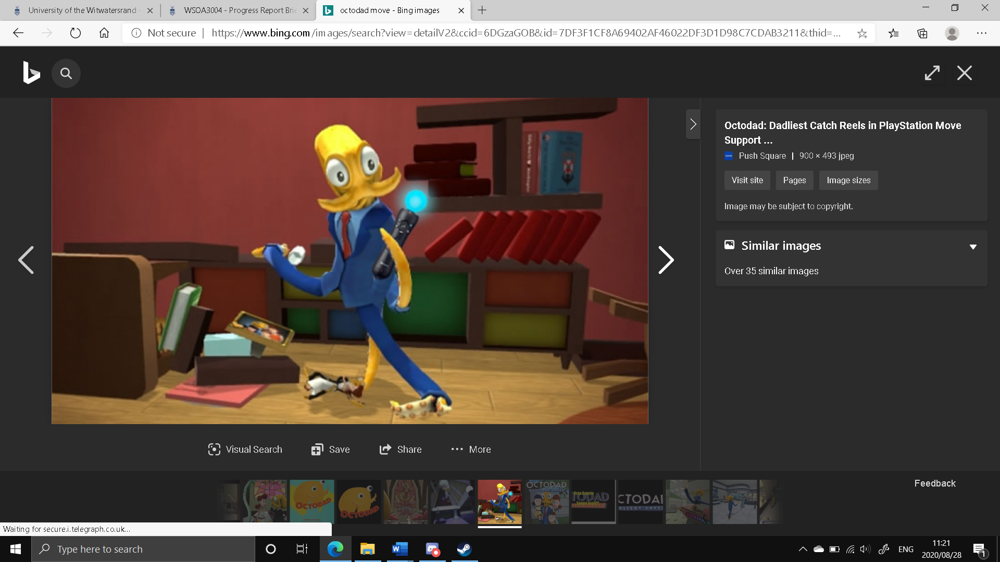 University of the Witwatersrand -
WSOA3004 - Progress Report Brie
octodad move - Bing images
Not secure
https://www.bing.com/images/search?view=detailV2&ccid=6DGzaGOB&id=7DF3F1CF8A69402AF46022DF3D1D98C7CDAB3211&thid=...
Octodad: Dadliest Catch Reels in PlayStation Move
Support ...
Push Square | 900 × 493 jpeg
Visit site
Pages
Image sizes
Image may be subject to copyright.
Similar images
Over 35 similar images
Visual Search
Save
Share
More
Feedback
OCTODAD
OCTODAD
OCTODAD
Waiting for secure.i.telegraph.co.uk...
Type here to search
ENG
11:21
2020/08/28
1